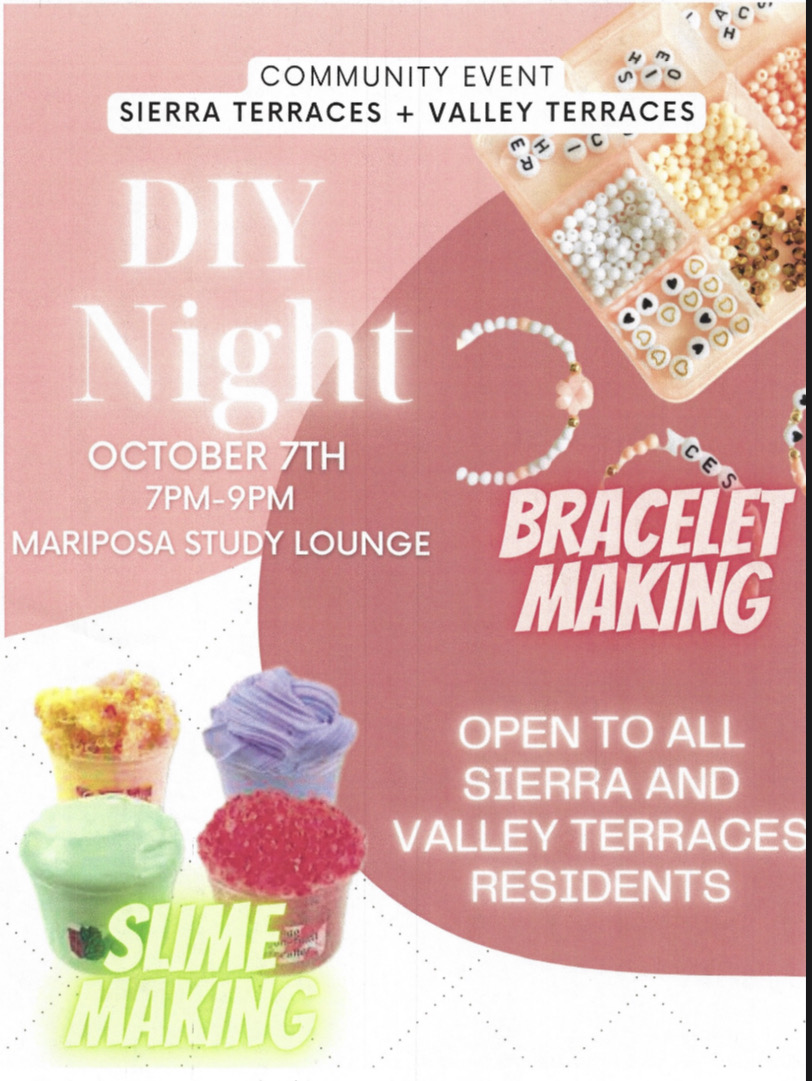 COMMUNITY EVENT
SIERRA TERRACES + VALLEY TERRACES
DIY
Night
OCTOBER 7TH
7PM-9PM
MARIPOSA STUDY LOUNGE
CES
BRACELET
MAKING
OPEN TO ALL
SIERRA AND
VALLEY TERRACES
RESIDENTS
SLIME
MAKING